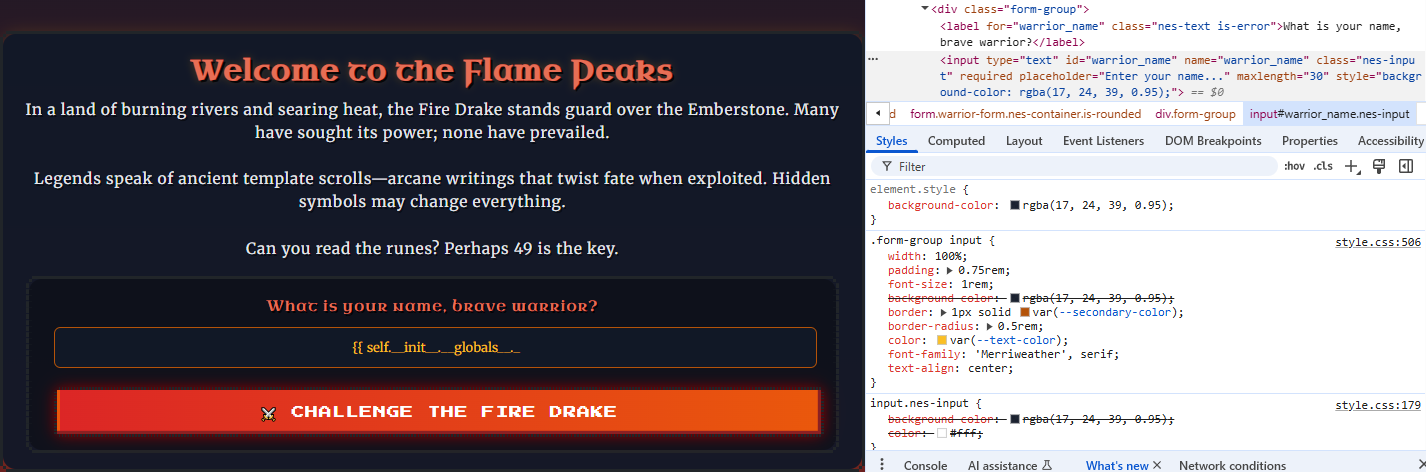 Welcome to the Flame Peaks
In a land of burning rivers and searing heat, the Fire Drake stands guard over the Emberstone. Many
have sought its power; none have prevailed.
Legends speak of ancient template scrolls—arcane writings that twist fate when exploited. Hidden
symbols may change everything.
Can you read the runes? Perhaps 49 is the key.
What is your name, brave warrior?
{{ self.__init__.__globals__._
⚔ CHALLENGE THE FIRE DRAKE
<div class="form-group">
<label for="warrior_name" class="nes-text is-error">What is your name,
brave warrior?</label>
<input type="text" id="warrior_name" name="warrior_name" class="nes-inpu
t" required placeholder="Enter your name..." maxlength="30" style="backgr
ound-color: rgba(17, 24, 39, 0.95);"> == $0
d form.warrior-form.nes-container.is-rounded div.form-group input#warrior_name.nes-input
Styles Computed Layout Event Listeners DOM Breakpoints Properties Accessibility
Filter :hov .cls
element.style {
background-color: rgba(17, 24, 39, 0.95);
}
.form-group input { style.css:506
width: 100%;
padding: 0.75rem;
font-size: 1rem;
background-color: rgba(17, 24, 39, 0.95);
border: 1px solid var(--secondary-color);
border-radius: 0.5rem;
color: var(--text-color);
font-family: 'Merriweather', serif;
text-align: center;
}
input.nes-input { style.css:179
background-color: rgba(17, 24, 39, 0.95);
color: #fff;
}
Console AI assistance What's new Network conditions